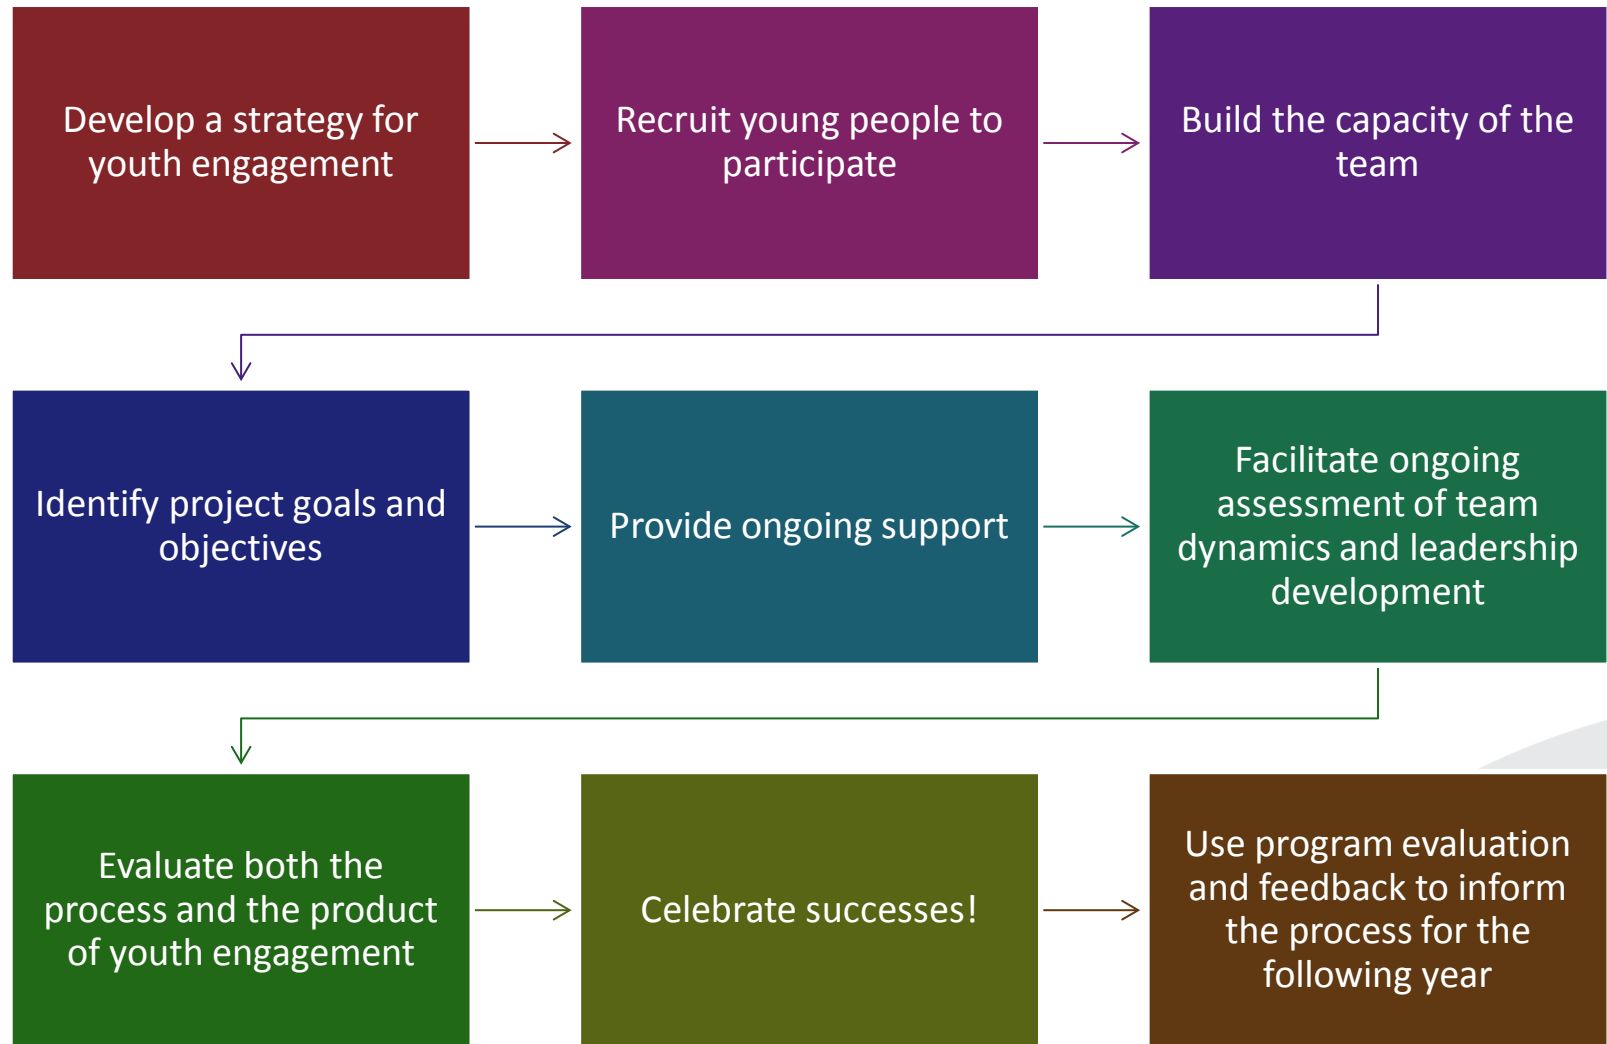 Develop a strategy for
youth engagement
Recruit young people to
participate
Build the capacity of the
team
Identify project goals and
objectives
Provide ongoing support
Facilitate ongoing
assessment of team
dynamics and leadership
development
Evaluate both the
process and the product
of youth engagement
Celebrate successes!
Use program evaluation
and feedback to inform
the process for the
following year